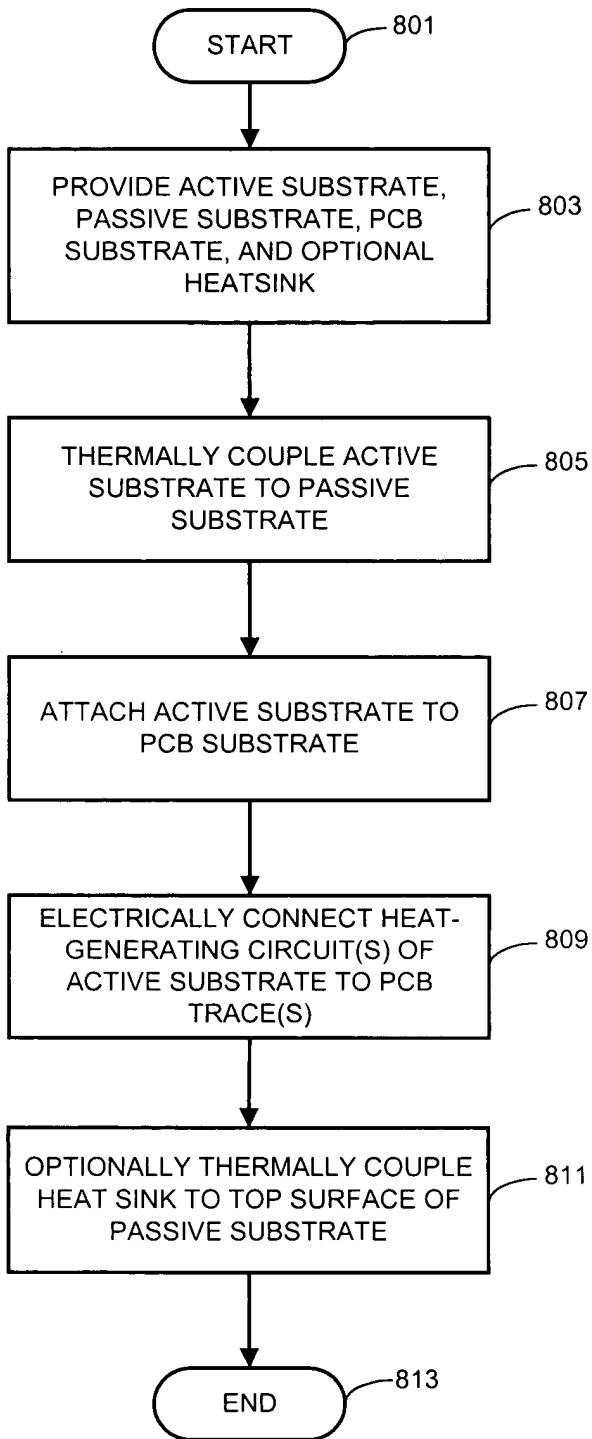 START
801
PROVIDE ACTIVE SUBSTRATE,
PASSIVE SUBSTRATE, PCB
SUBSTRATE, AND OPTIONAL
HEATSINK
803
THERMALLY COUPLE ACTIVE
SUBSTRATE TO PASSIVE
SUBSTRATE
805
ATTACH ACTIVE SUBSTRATE TO
PCB SUBSTRATE
807
ELECTRICALLY CONNECT HEAT-
GENERATING CIRCUIT(S) OF
ACTIVE SUBSTRATE TO PCB
TRACE(S)
809
OPTIONALLY THERMALLY COUPLE
HEAT SINK TO TOP SURFACE OF
PASSIVE SUBSTRATE
811
END
813